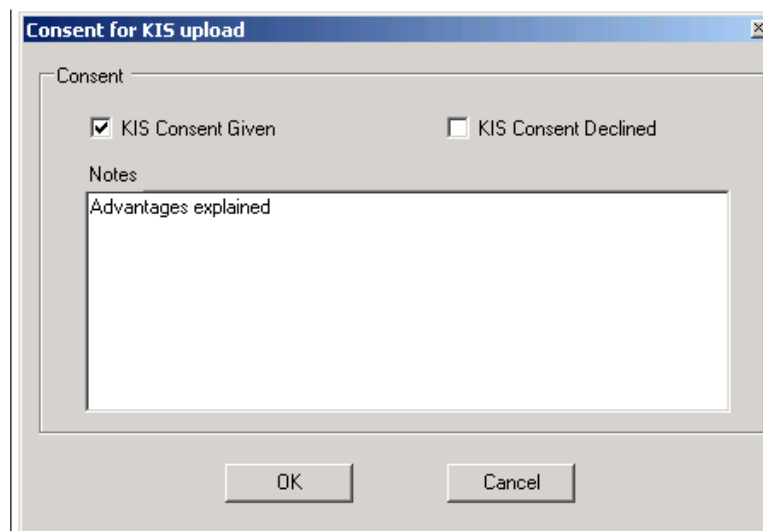 Consent for KIS upload
Consent
KIS Consent Given
KIS Consent Declined
Notes
Advantages explained
OK
Cancel